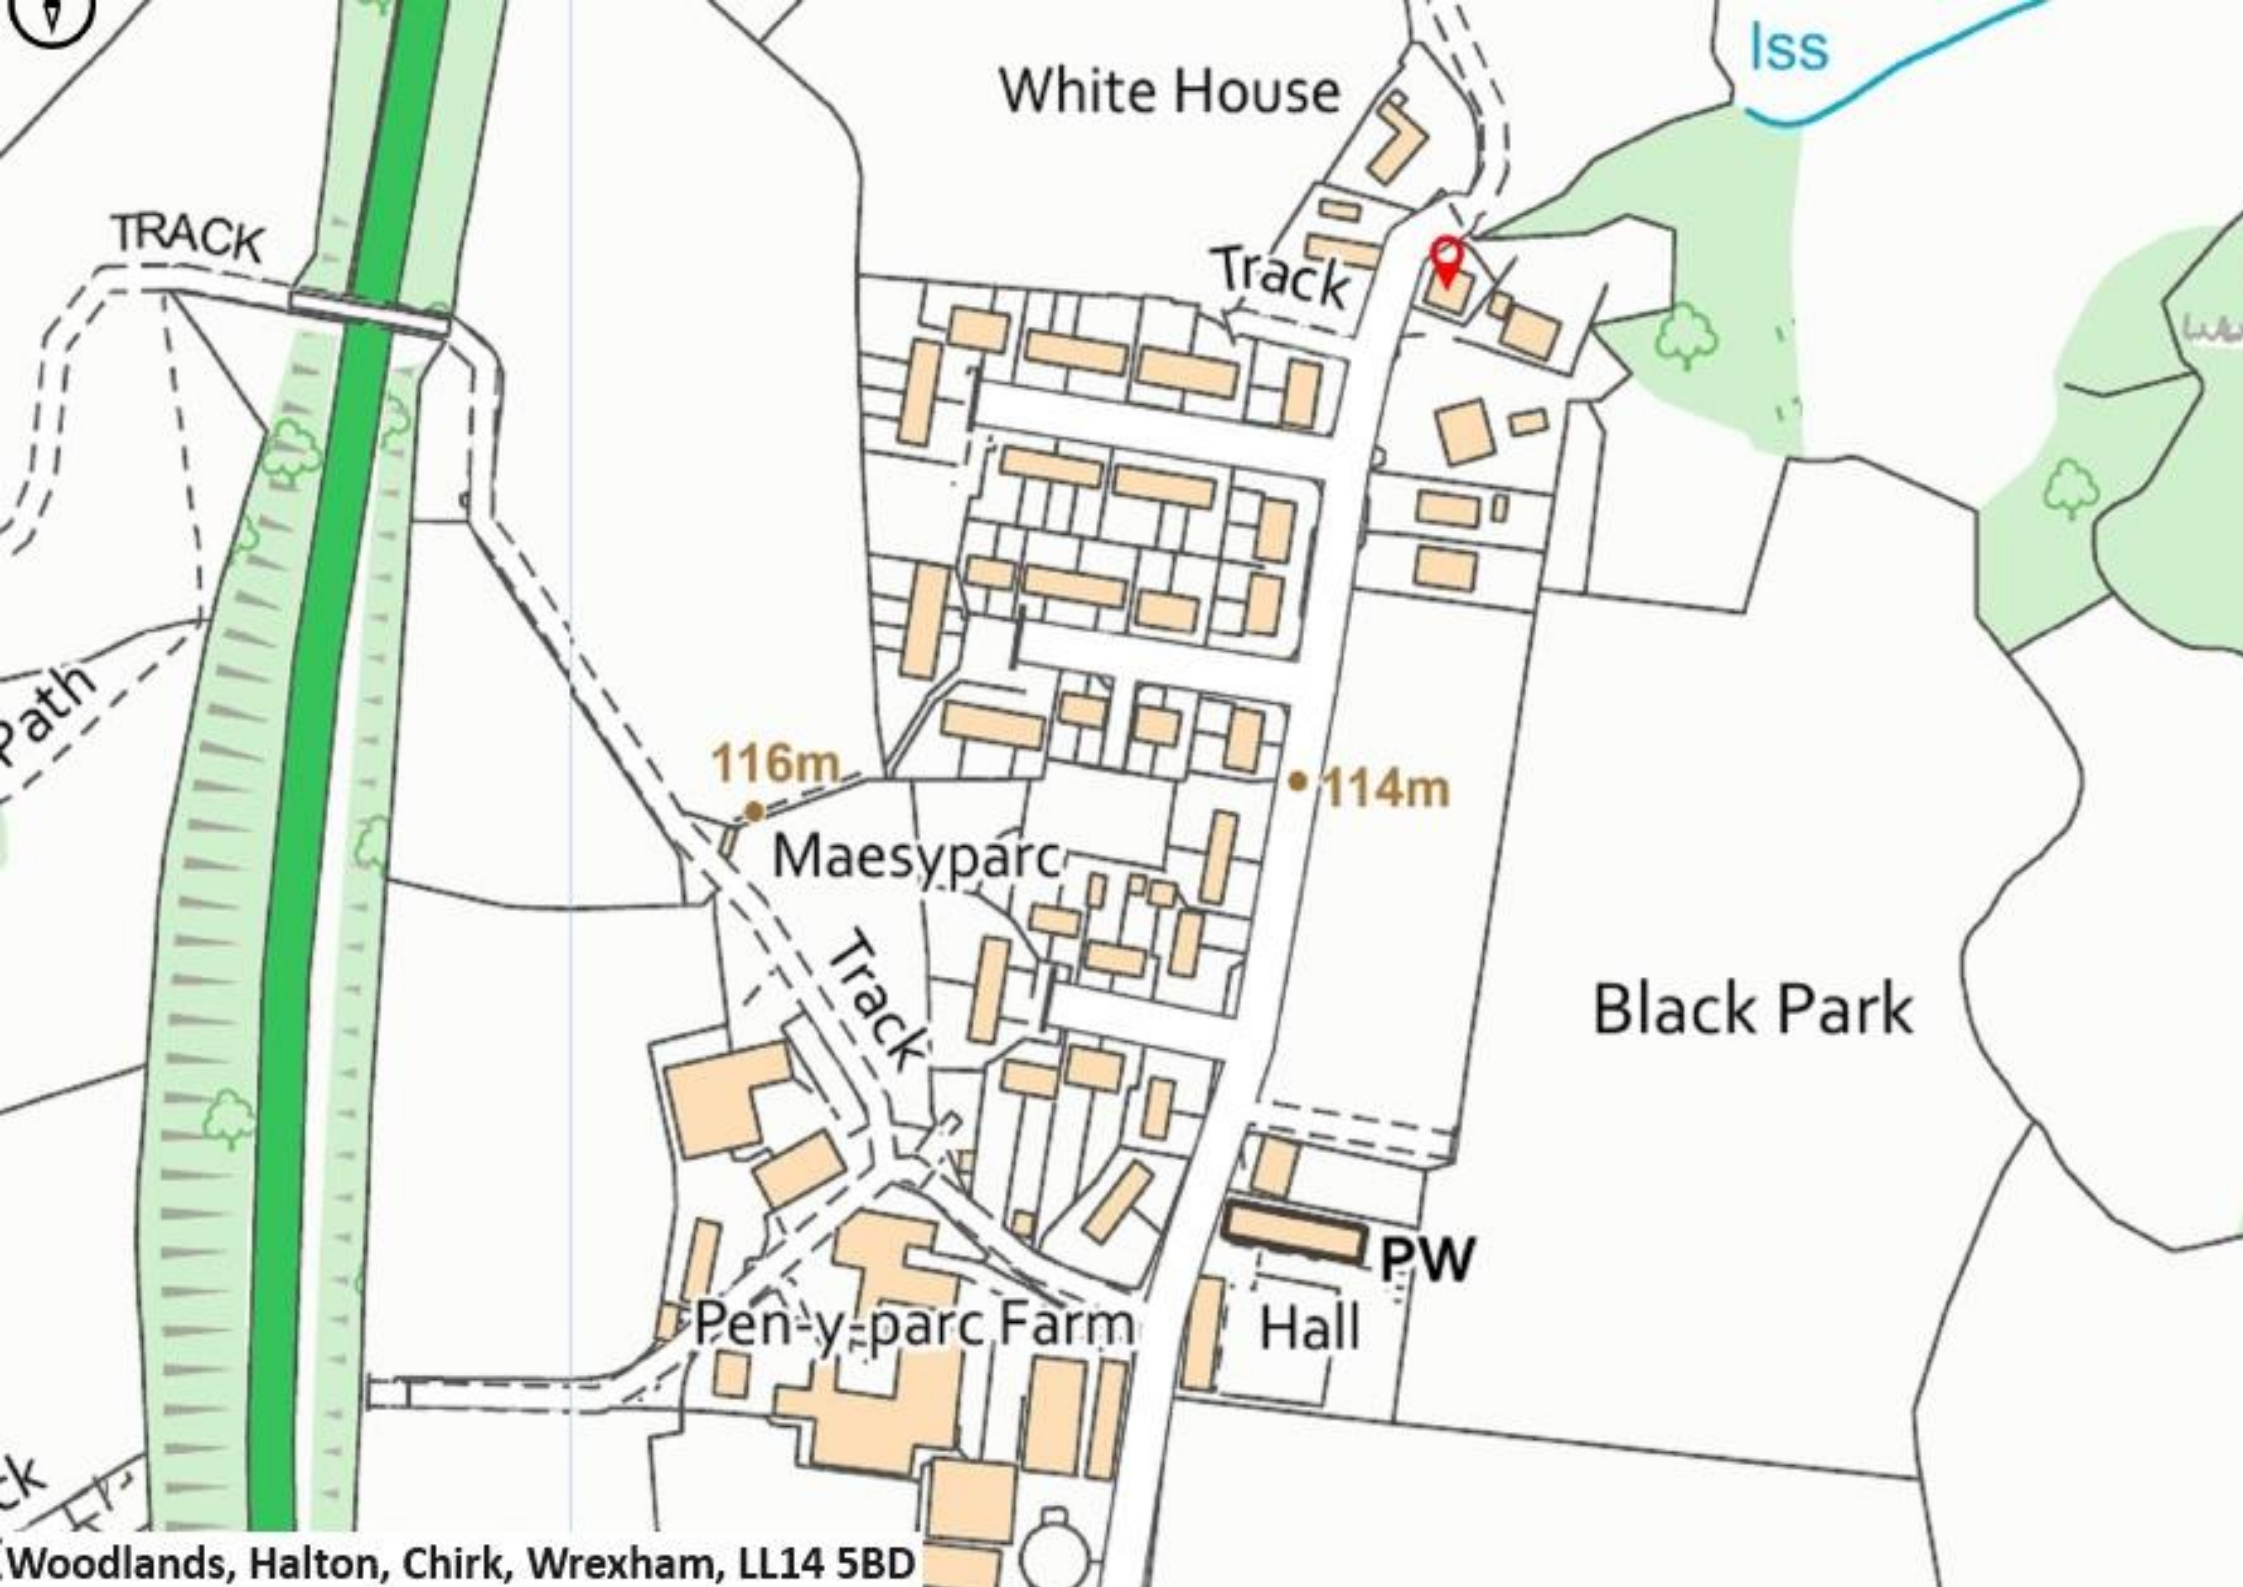 Iss
White House
TRACK
Track
Path
116m
114m
Maesyparc
Track
Black Park
PW
Pen-y-parc Farm
Hall
ck
Woodlands, Halton, Chirk, Wrexham, LL14 5BD